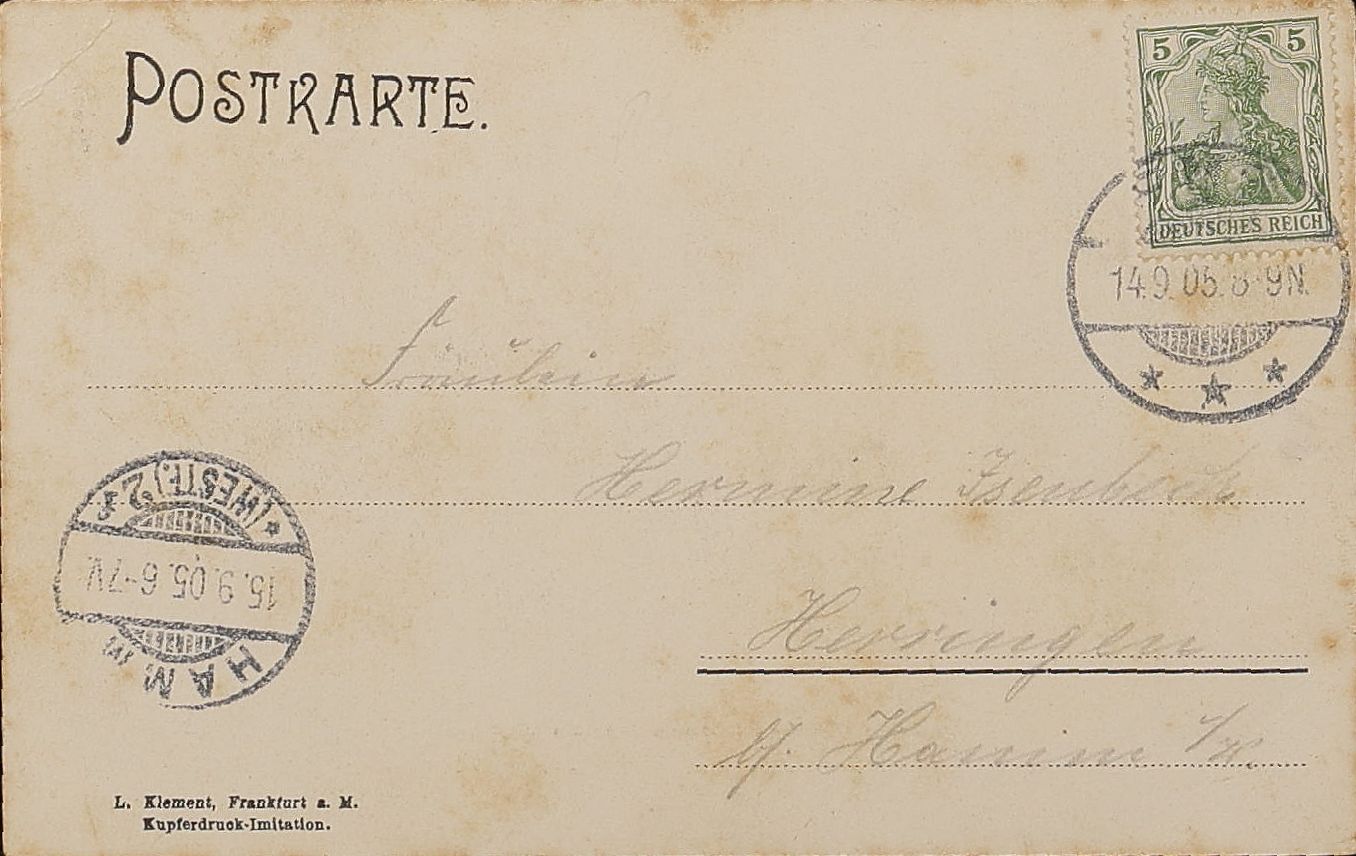 POSTKARTE.
5 5
DEUTSCHES REICH
14.9.05.8-9N.
Fräulein
Hermine Isenbeck
Herringen
b/. Hamm i/W.
HAMM
15.9.05.6-7V.
* (WESTF.) 2 f
L. Klement, Frankfurt a. M.
Kupferdruck-Imitation.